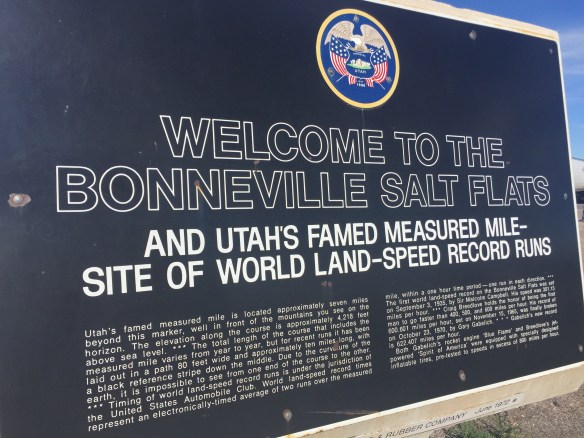 UTAH
1896
WELCOME TO THE
BONNEVILLE SALT FLATS
AND UTAH'S FAMED MEASURED MILE-
SITE OF WORLD LAND-SPEED RECORD RUNS
Utah's famed measured mile is located approximately seven miles
beyond this marker, well in front of the mountains you see on the
horizon. The elevation along the course is approximately 4,218 feet
above sea level. *** The total length of the course that includes the
measured mile varies from year to year, but for recent runs it has been
laid out in a path 80 feet wide and approximately ten miles long, with
a black reference stripe down the middle. Due to the curvature of the
earth, it is impossible to see from one end of the course to the other.
*** Timing of world land-speed record runs is under the jurisdiction of
the United States Automobile Club. World land-speed record times
represent an electronically-timed average of two runs over the measured
mile, within a one hour time period—one run in each direction. ***
The first world land-speed record on the Bonneville Salt Flats was set
on September 3, 1935, by Sir Malcolm Campbell. His speed was 301.13
miles per hour. *** Craig Breedlove holds the honor of being the first
man to go faster than 400, 500, and 600 miles per hour. His record of
600.601 miles per hour, set on November 15, 1965, was finally beaten
on October 23, 1970, by Gary Gabelich. *** Gabelich's new record
is 622.407 miles per hour.
Both Gabelich's rocket engine 'Blue Flame' and Breedlove's jet-
powered "Spirit of America" were equipped with specially designed
inflatable tires, pre-tested to speeds in excess of 800 miles per hour.
& RUBBER COMPANY June 1972